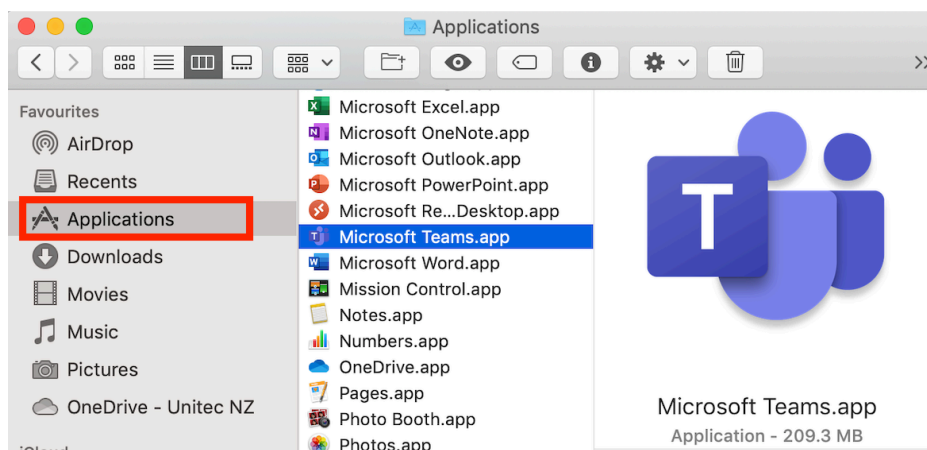 Applications
Favourites
AirDrop
Recents
Applications
Downloads
Movies
Music
Pictures
OneDrive - Unitec NZ
Microsoft Excel.app
Microsoft OneNote.app
Microsoft Outlook.app
Microsoft PowerPoint.app
Microsoft Re...Desktop.app
Microsoft Teams.app
Microsoft Word.app
Mission Control.app
Notes.app
Numbers.app
OneDrive.app
Pages.app
Photo Booth.app
Photos.app
T
Microsoft Teams.app
Application - 209.3 MB